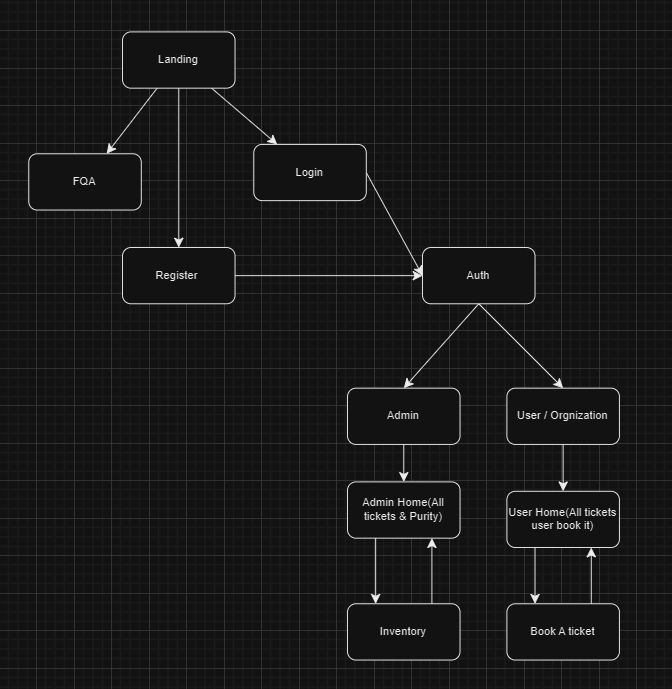 Landing
FQA
Login
Register
Auth
Admin
User / Orgnization
Admin Home(All
tickets & Purity)
User Home(All tickets
user book it)
Inventory
Book A ticket